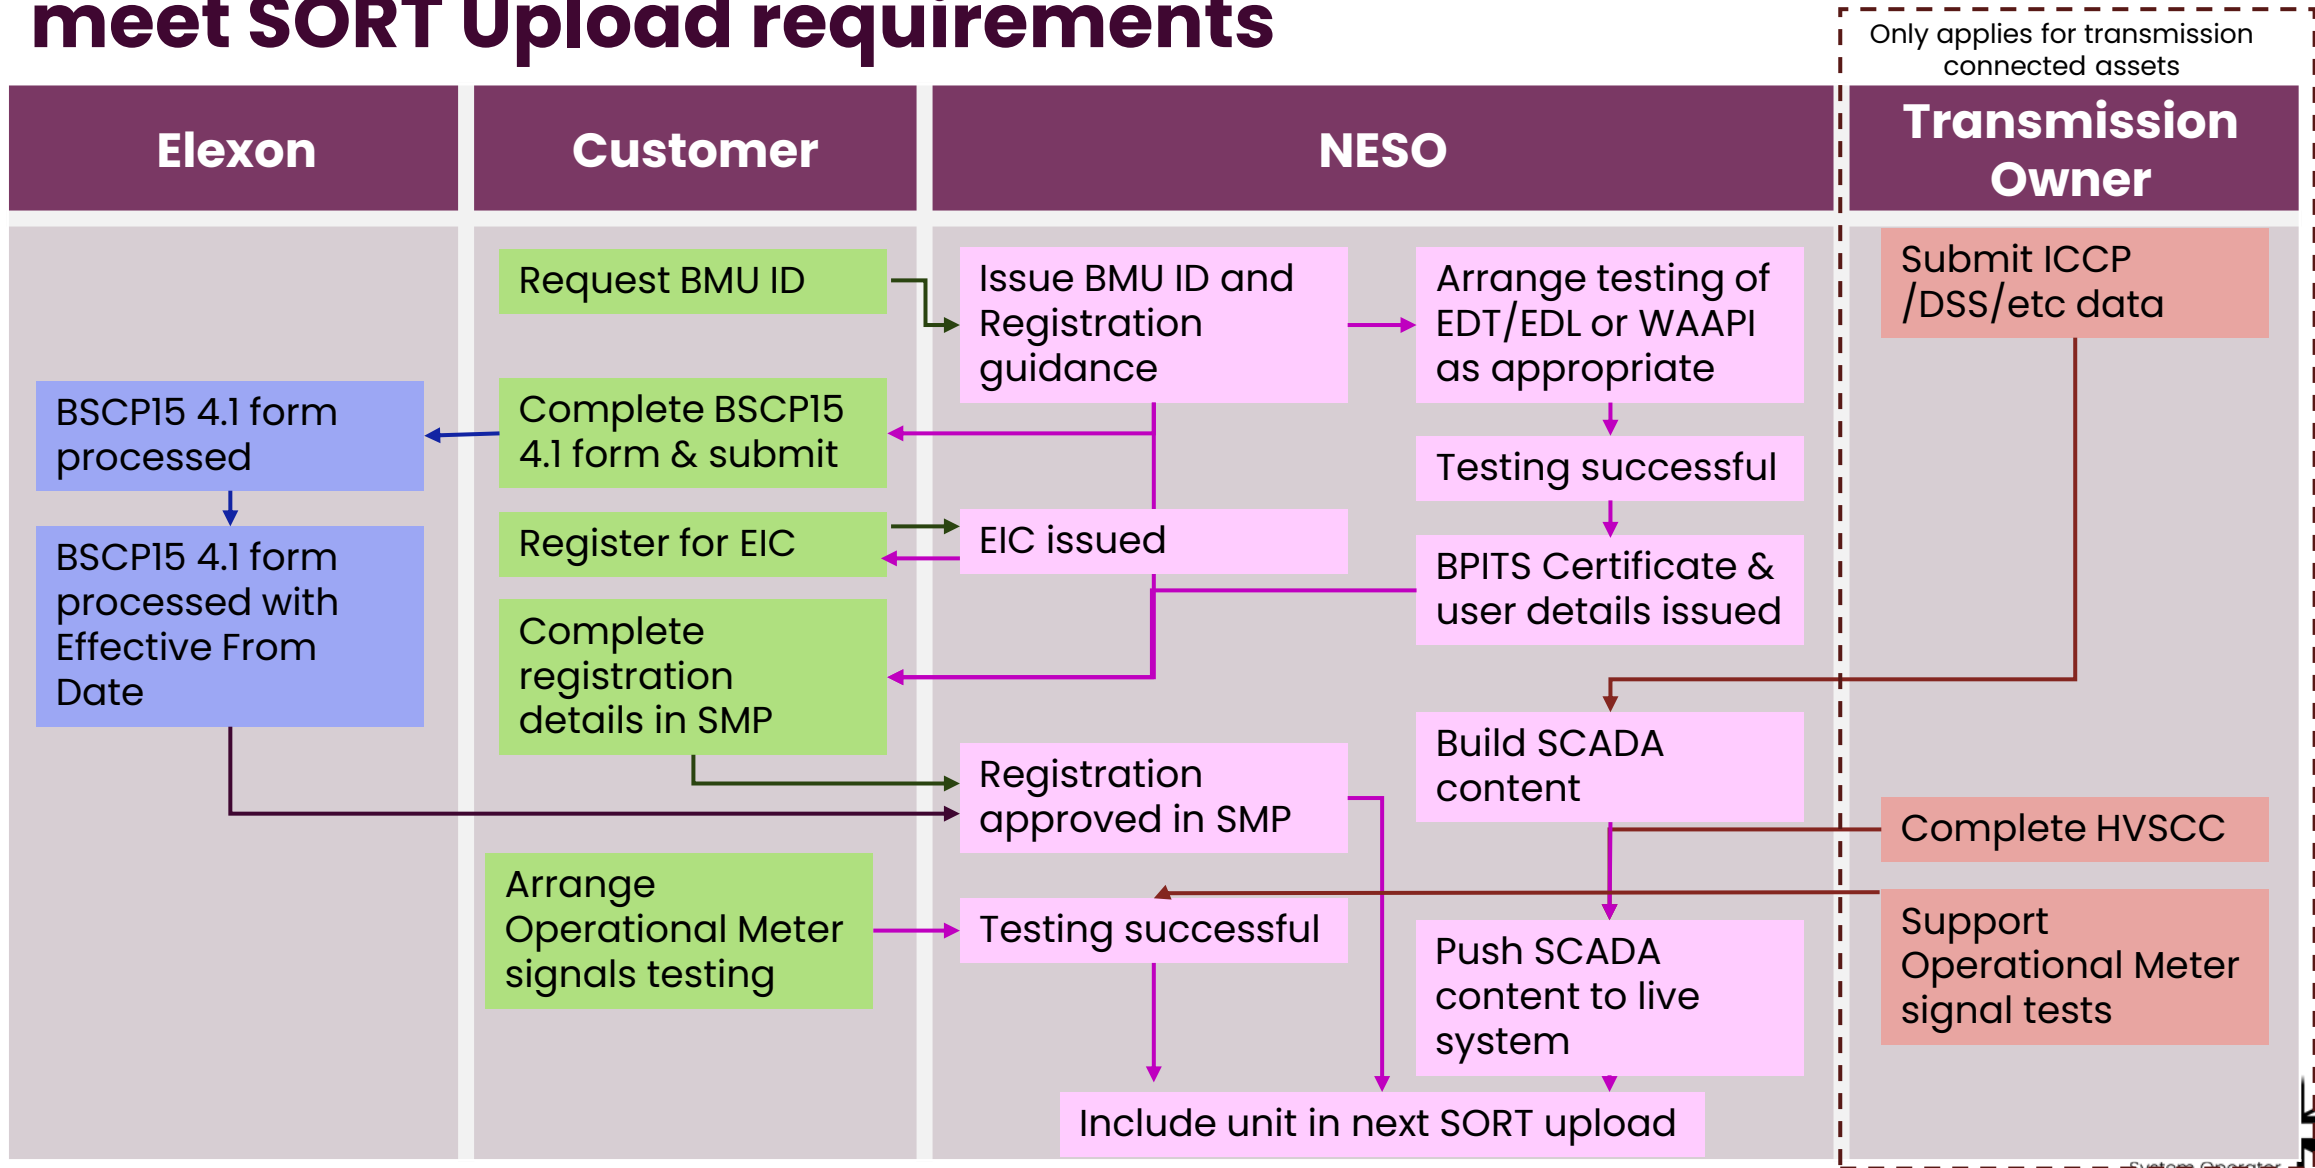 meet SORT Upload requirements
Only applies for transmission
connected assets
Elexon
Customer
NESO
Transmission
Owner
Request BMU ID
Issue BMU ID and
Registration
guidance
Arrange testing of
EDT/EDL or WAAPI
as appropriate
Submit ICCP
/DSS/etc data
BSCP15 4.1 form
processed
Complete BSCP15
4.1 form & submit
Testing successful
BSCP15 4.1 form
processed with
Effective From
Date
Register for EIC
EIC issued
BPITS Certificate &
user details issued
Complete
registration
details in SMP
Registration
approved in SMP
Build SCADA
content
Complete HVSCC
Arrange
Operational Meter
signals testing
Testing successful
Push SCADA
content to live
system
Support
Operational Meter
signal tests
Include unit in next SORT upload
System Operator